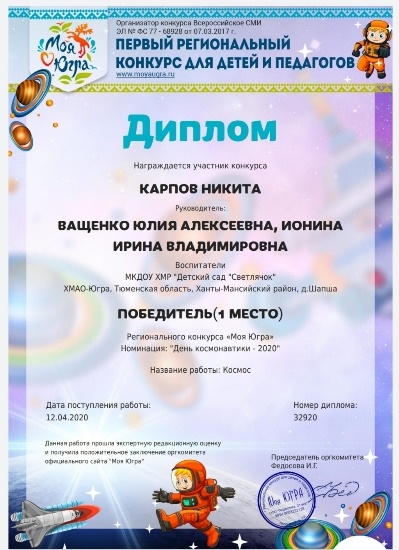 Организатор конкурса Всероссийское СМИ
ЭЛ № ФС 77 - 68928 от 07.03.2017 г.
Моя
Югра
ПЕРВЫЙ РЕГИОНАЛЬНЫЙ
КОНКУРС ДЛЯ ДЕТЕЙ И ПЕДАГОГОВ
www.moyaugra.ru
Диплом
Награждается участник конкурса
КАРПОВ НИКИТА
Руководитель:
ВАЩЕНКО ЮЛИЯ АЛЕКСЕЕВНА, ИОНИНА
ИРИНА ВЛАДИМИРОВНА
Воспитатели
МКДОУ ХМР "Детский сад "Светлячок"
ХМАО-Югра, Тюменская область, Ханты-Мансийский район, д.Шапша
ПОБЕДИТЕЛЬ(1 МЕСТО)
Регионального конкурса «Моя Югра»
Номинация: "День космонавтики - 2020"
Название работы: Космос
Дата поступления работы:
12.04.2020
Номер диплома:
32920
Данная работа прошла экспертную редакционную оценку
и получила положительное заключение оргкомитета
официального сайта "Моя Югра"
Председатель оргкомитета
Федосова И.Г.
Моя ЮГРА